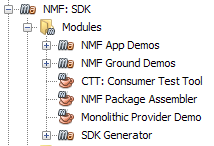 NMF: SDK
Modules
NMF App Demos
NMF Ground Demos
CTT: Consumer Test Tool
NMF Package Assembler
Monolithic Provider Demo
SDK Generator